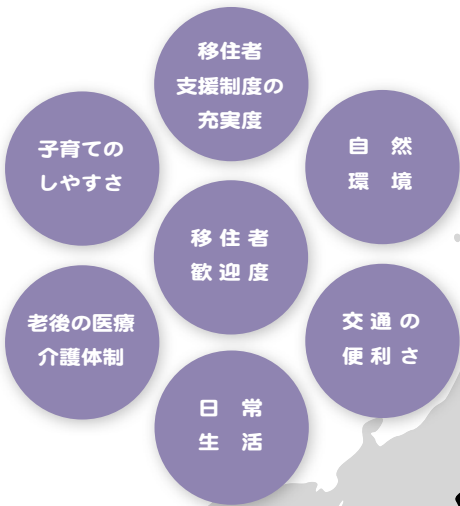 移住者
支援制度の
充実度
子育ての
しやすさ
自然
環境
移住者
歓迎度
老後の医療
介護体制
交通の
便利さ
日常
生活